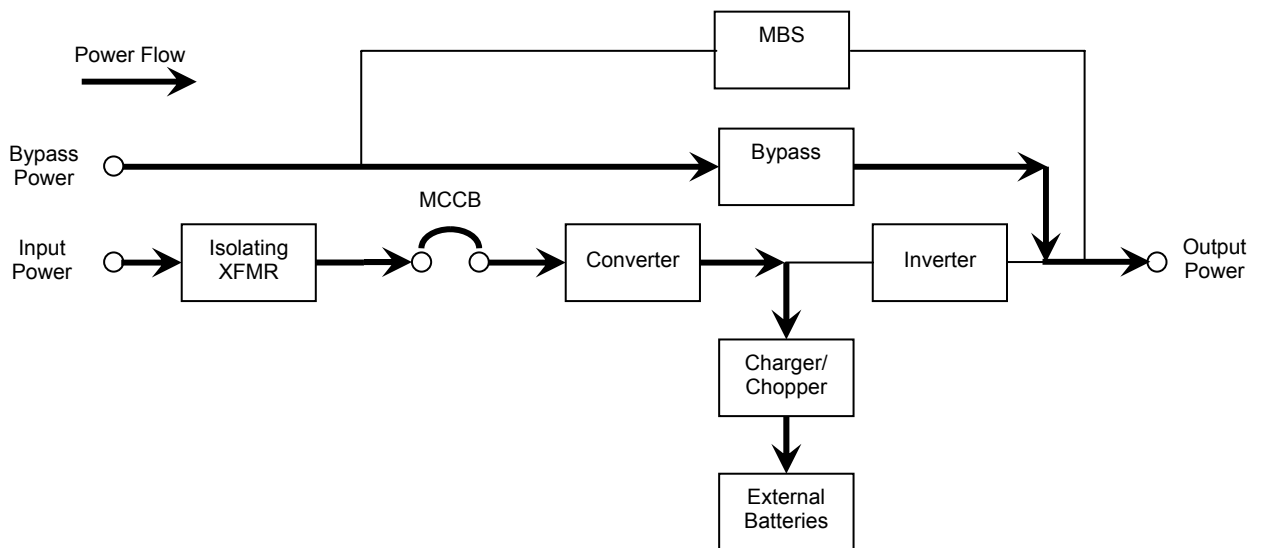 MBS
Power Flow
Bypass
Power
Bypass
MCCB
Input
Power
Isolating
XFMR
Converter
Inverter
Output
Power
Charger/
Chopper
External
Batteries